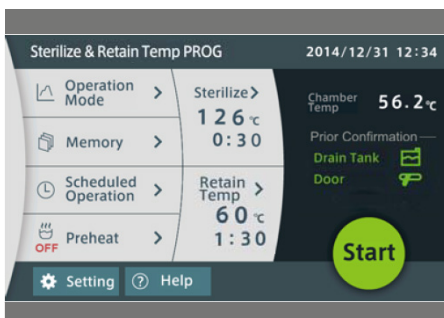 Sterilize & Retain Temp PROG
2014/12/31 12:34
Operation
Mode
Memory
Scheduled
Operation
Preheat
OFF
Sterilize
126℃
0:30
Retain
Temp
60℃
1:30
Chamber
Temp
56.2℃
Prior Confirmation
Drain Tank
Door
Start
Setting
? Help